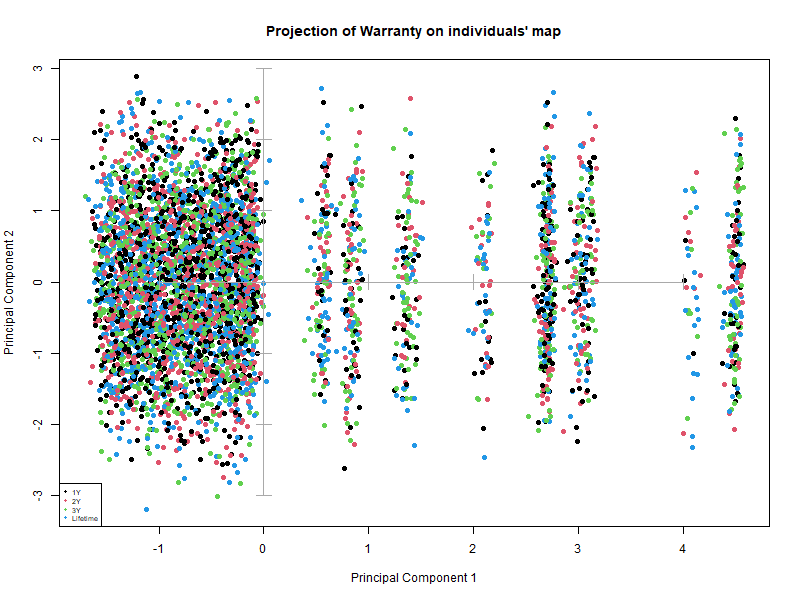 Projection of Warranty on individuals' map
Principal Component 2
3
2
1
0
-1
-2
-3
1Y
2Y
3Y
Lifetime
-1 0 1 2 3 4
Principal Component 1